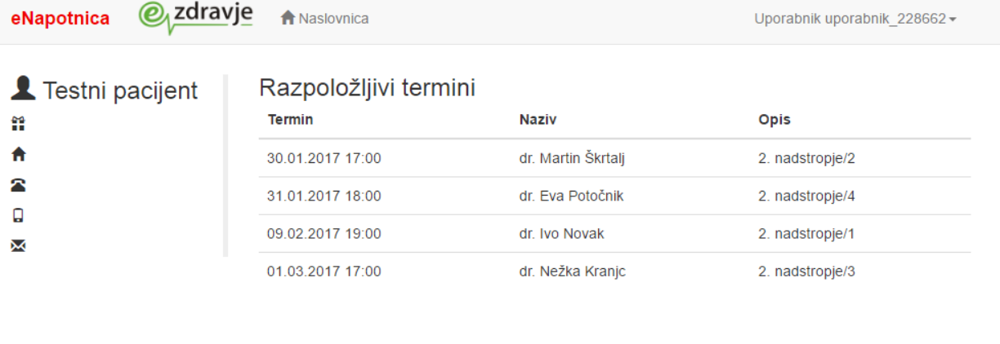 eNapotnica e zdravje Naslovnica Uporabnik uporabnik_228662
Testni pacijent
Razpoložljivi termini
Termin Naziv Opis
30.01.2017 17:00 dr. Martin Škrtalj 2. nadstropje/2
31.01.2017 18:00 dr. Eva Potočnik 2. nadstropje/4
09.02.2017 19:00 dr. Ivo Novak 2. nadstropje/1
01.03.2017 17:00 dr. Nežka Kranjc 2. nadstropje/3